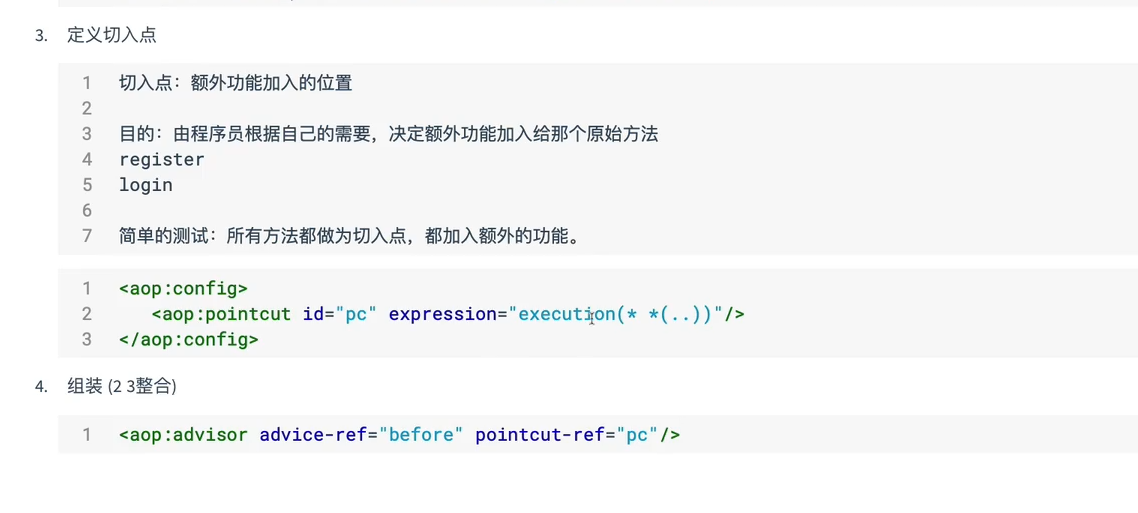 3. 定义切入点
1 切入点：额外功能加入的位置
2
3 目的：由程序员根据自己的需要，决定额外功能加入给那个原始方法
4 register
5 login
6
7 简单的测试：所有方法都做为切入点，都加入额外的功能。
1 <aop:config>
2    <aop:pointcut id="pc" expression="execution(* *(..))"/>
3 </aop:config>
4. 组装 (2 3整合)
1 <aop:advisor advice-ref="before" pointcut-ref="pc"/>